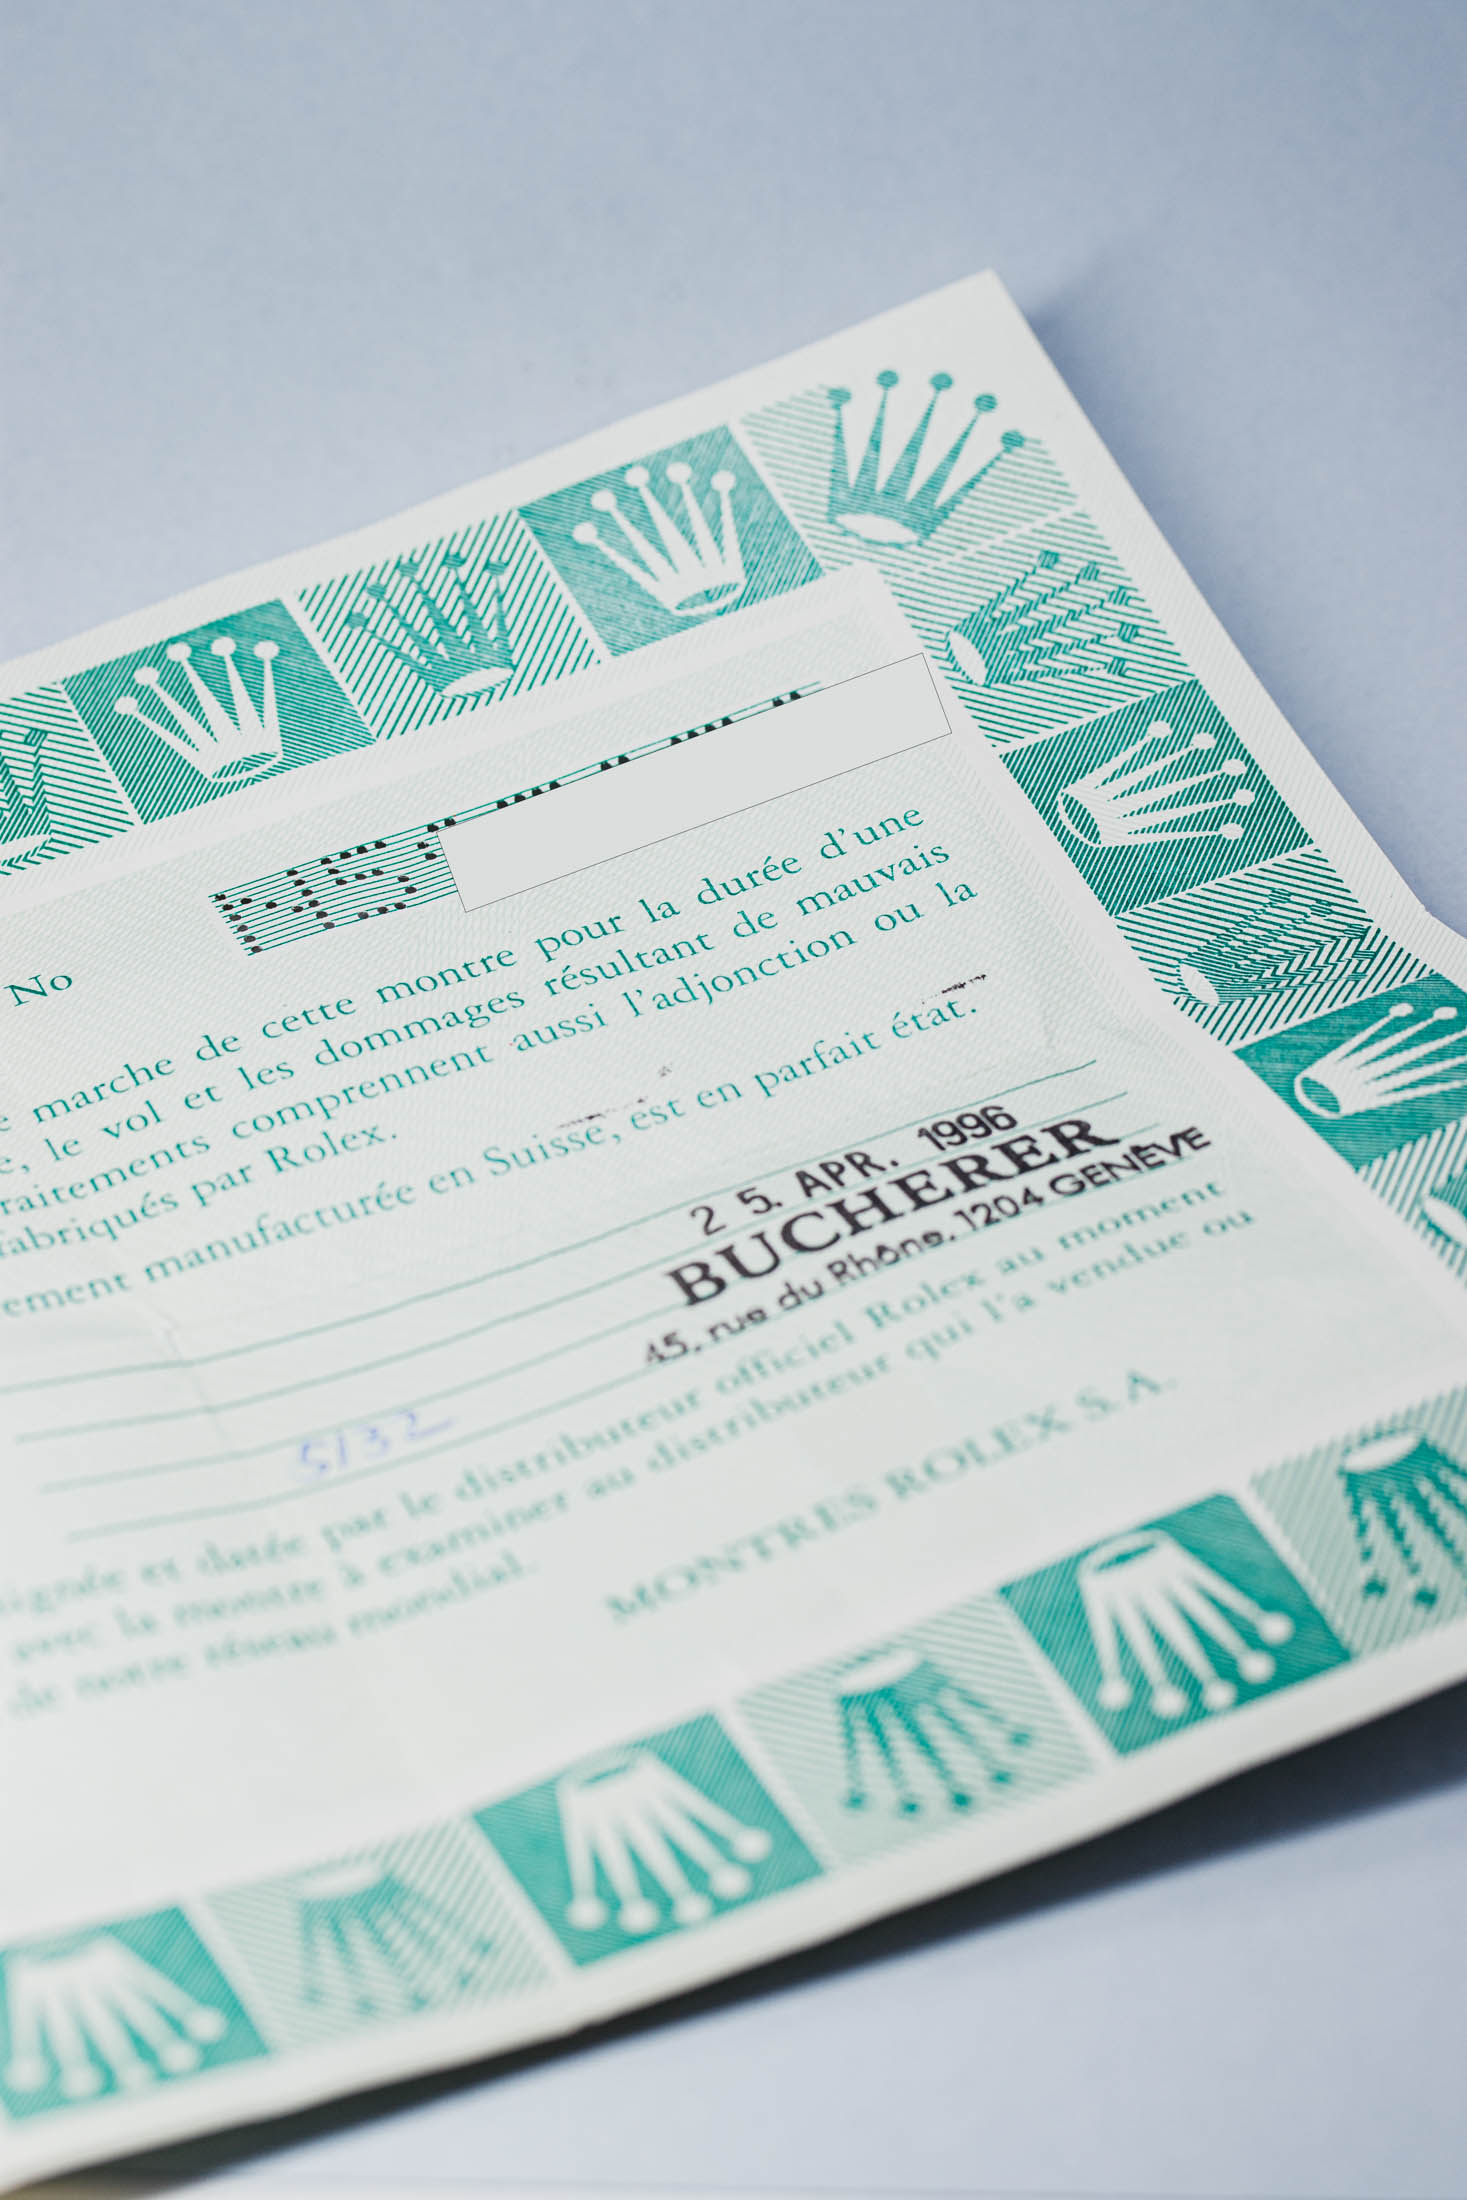 No
marche de cette montre pour la durée d'une
e, le vol et les dommages résultant de mauvais
raitements comprennent aussi l'adjonction ou la
fabriqués par Rolex.
ement manufacturée en Suisse, est en parfait état.
2 5. APR. 1996
BUCHERER
45, rue du Rhône, 1204 GENÈVE
5132
ignée et datée par le distributeur officiel Rolex au moment
avec la montre à examiner au distributeur qui l'a vendue ou
de notre réseau mondial.
MONTRES ROLEX S.A.